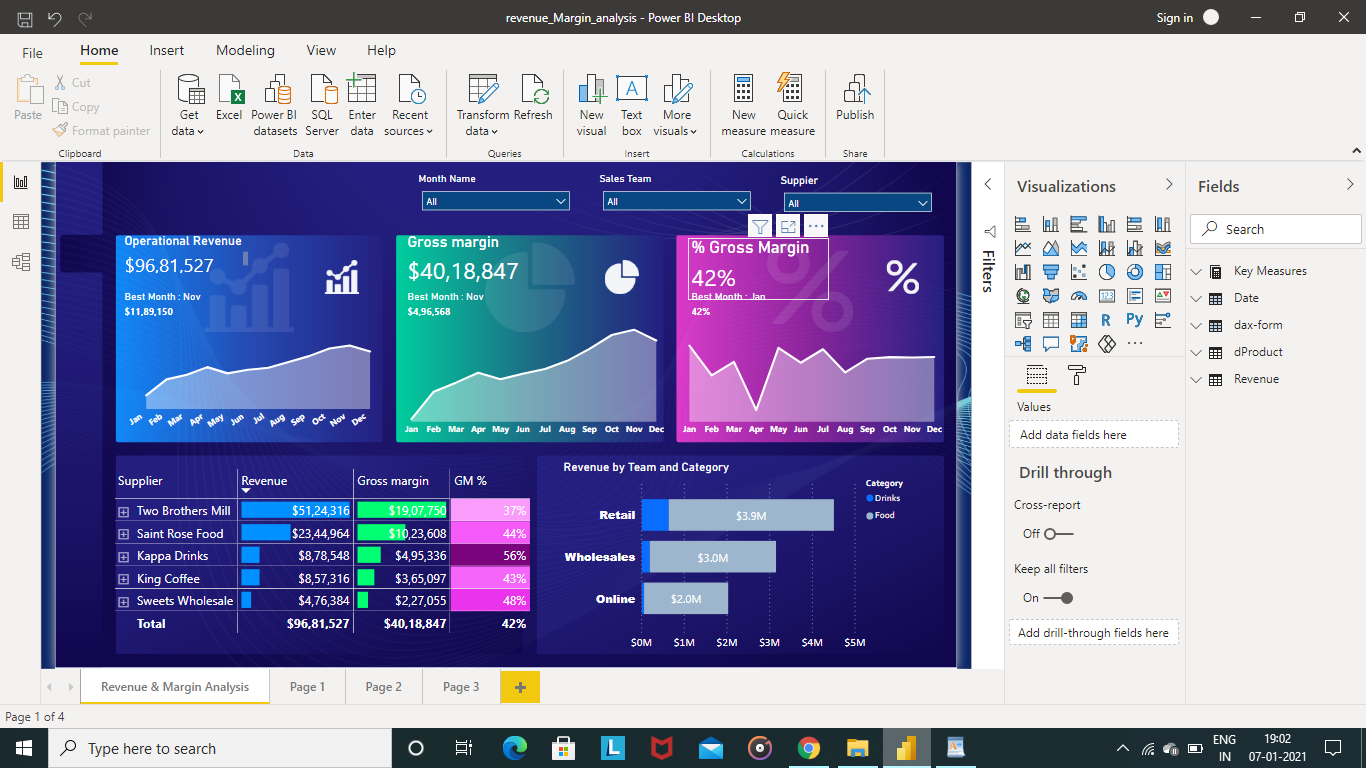 revenue_Margin_analysis - Power BI Desktop
Sign in
File
Home
Insert
Modeling
View
Help
Paste
Cut
Copy
Format painter
Clipboard
Get data
Excel
Power BI datasets
SQL Server
Enter data
Recent sources
Data
Transform data
Refresh
Queries
New visual
Text box
More visuals
Insert
New measure
Quick measure
Calculations
Publish
Share
Month Name
All
Sales Team
All
Suppier
All
Operational Revenue
$96,81,527
Best Month : Nov
$11,89,150
Jan Feb Mar Apr May Jun Jul Aug Sep Oct Nov Dec
Gross margin
$40,18,847
Best Month : Nov
$4,96,568
Jan Feb Mar Apr May Jun Jul Aug Sep Oct Nov Dec
% Gross Margin
42%
Best Month : Jan
42%
%
Jan Feb Mar Apr May Jun Jul Aug Sep Oct Nov Dec
Supplier Revenue Gross margin GM %
Two Brothers Mill $51,24,316 $19,07,750 37%
Saint Rose Food $23,44,964 $10,23,608 44%
Kappa Drinks $8,78,548 $4,95,336 56%
King Coffee $8,57,316 $3,65,097 43%
Sweets Wholesale $4,76,384 $2,27,055 48%
Total $96,81,527 $40,18,847 42%
Revenue by Team and Category
Category
Drinks
Food
Retail $3.9M
Wholesales $3.0M
Online $2.0M
$0M $1M $2M $3M $4M $5M
Filters
Visualizations
123
R
Py
Values
Add data fields here
Drill through
Cross-report
Off
Keep all filters
On
Add drill-through fields here
Fields
Search
Key Measures
Date
dax-form
dProduct
Revenue
Revenue & Margin Analysis
Page 1
Page 2
Page 3
Page 1 of 4
Type here to search
ENG
IN
19:02
07-01-2021